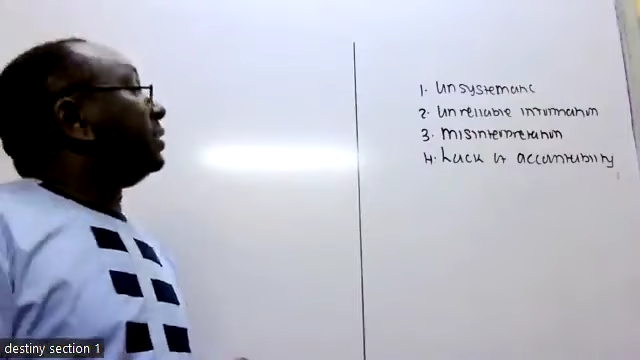 1. Unsystematic
2. Unreliable information
3. Misinterpretation
4. Lack of accountability
destiny section 1